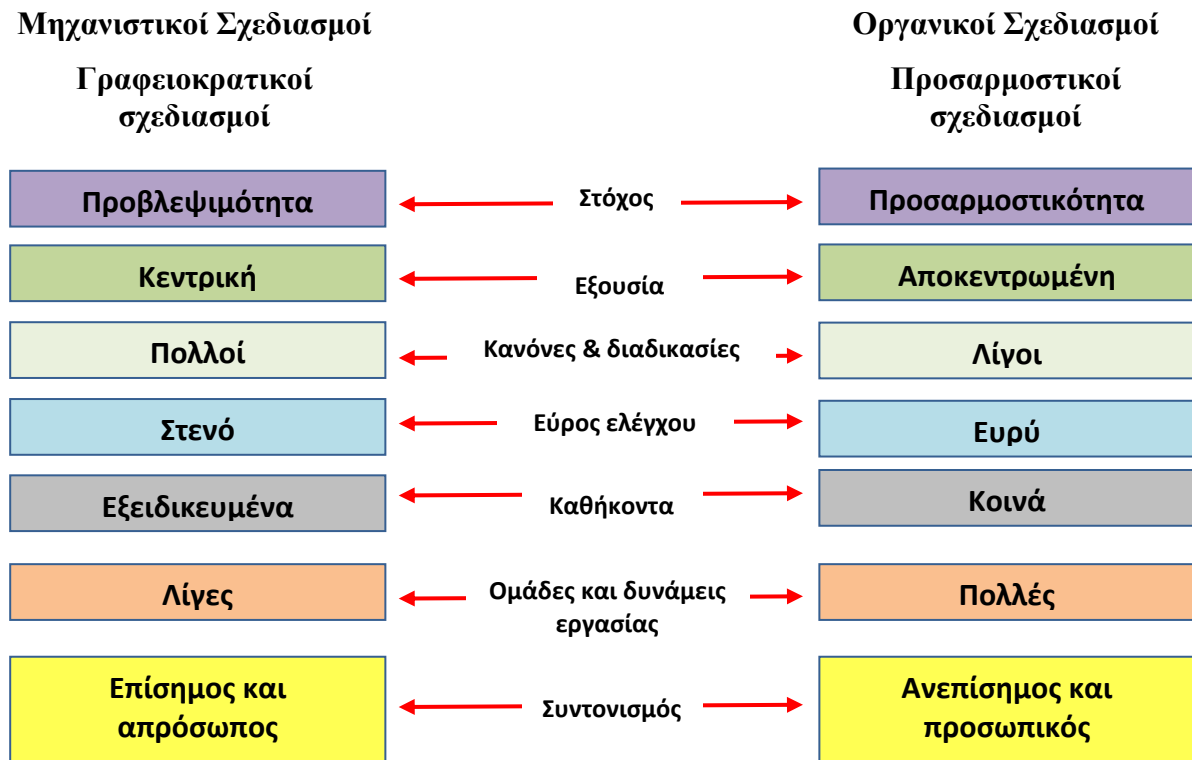 Μηχανιστικοί Σχεδιασμοί
Οργανικοί Σχεδιασμοί
Γραφειοκρατικοί
σχεδιασμοί
Προσαρμοστικοί
σχεδιασμοί
Προβλεψιμότητα
Στόχος
Προσαρμοστικότητα
Κεντρική
Εξουσία
Αποκεντρωμένη
Πολλοί
Κανόνες & διαδικασίες
Λίγοι
Στενό
Εύρος ελέγχου
Ευρύ
Εξειδικευμένα
Καθήκοντα
Κοινά
Λίγες
Ομάδες και δυνάμεις
εργασίας
Πολλές
Επίσημος και
απρόσωπος
Συντονισμός
Ανεπίσημος και
προσωπικός